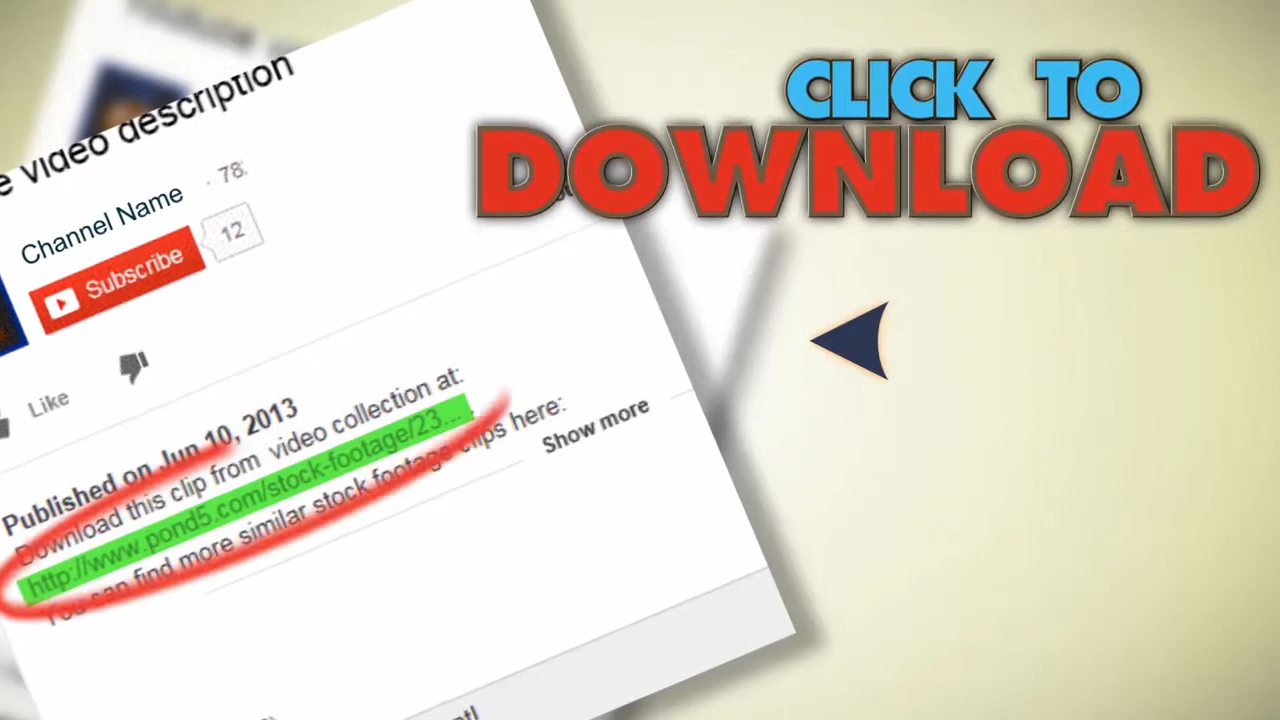 CLICK TO
DOWNLOAD
video description
Channel Name
Subscribe
12
Like
Published on Jun 10, 2013
Download this clip from video collection at:
http://www.pond5.com/stock-footage/23...
You can find more similar stock footage clips here:
Show more